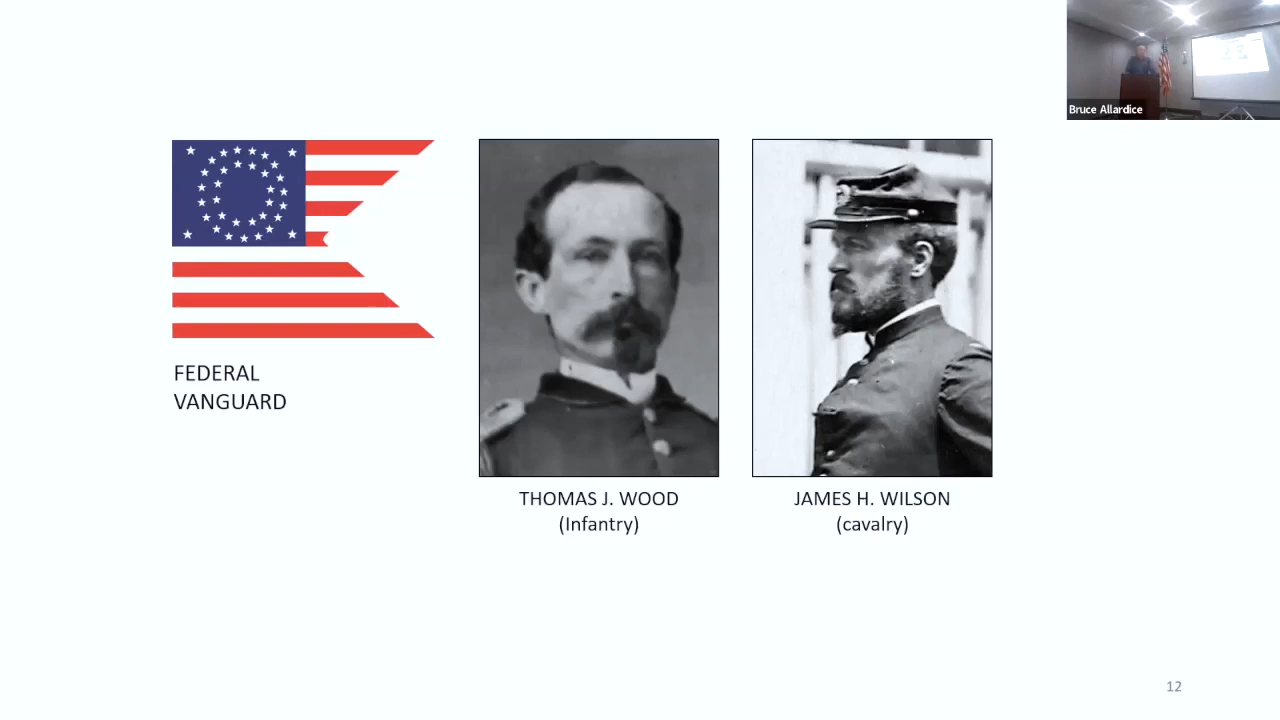 Bruce Allardice
FEDERAL
VANGUARD
THOMAS J. WOOD
(Infantry)
JAMES H. WILSON
(cavalry)
12